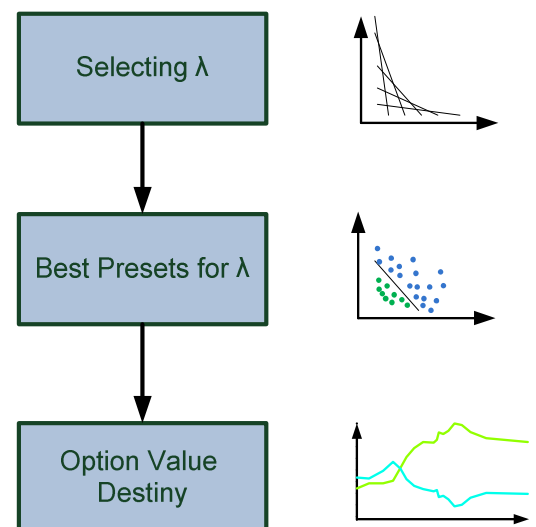 Selecting λ
Best Presets for λ
Option Value
Destiny